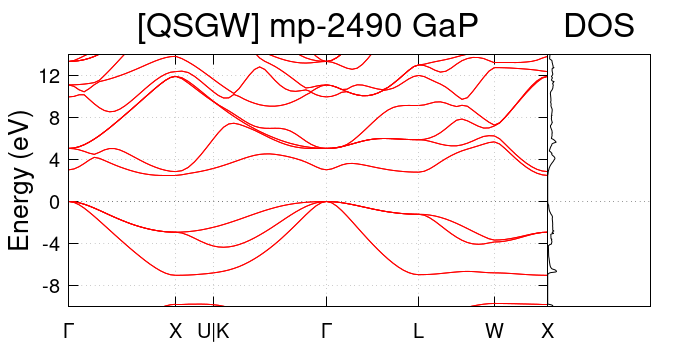 [QSGW] mp-2490 GaP DOS
Energy (eV)
12
8
4
0
-4
-8
Γ X U|K Γ L W X